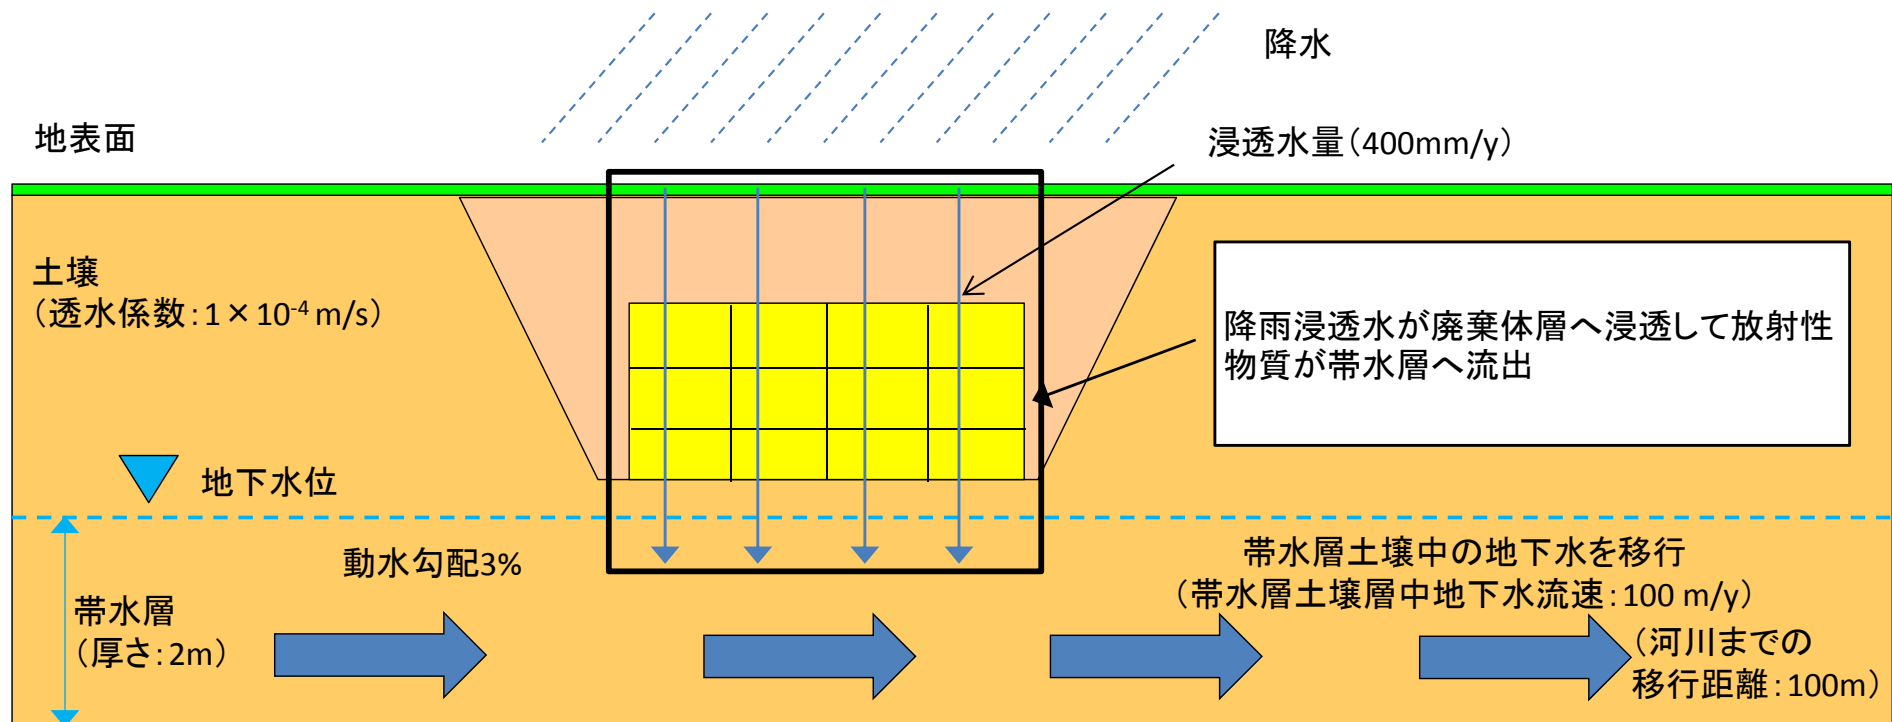 降水
地表面
浸透水量（400mm/y）
土壌
（透水係数：1×10-4 m/s）
降雨浸透水が廃棄体層へ浸透して放射性
物質が帯水層へ流出
地下水位
動水勾配3%
帯水層土壌中の地下水を移行
（帯水層土壌層中地下水流速：100 m/y）
帯水層
（厚さ：2m）
（河川までの
移行距離：100m）